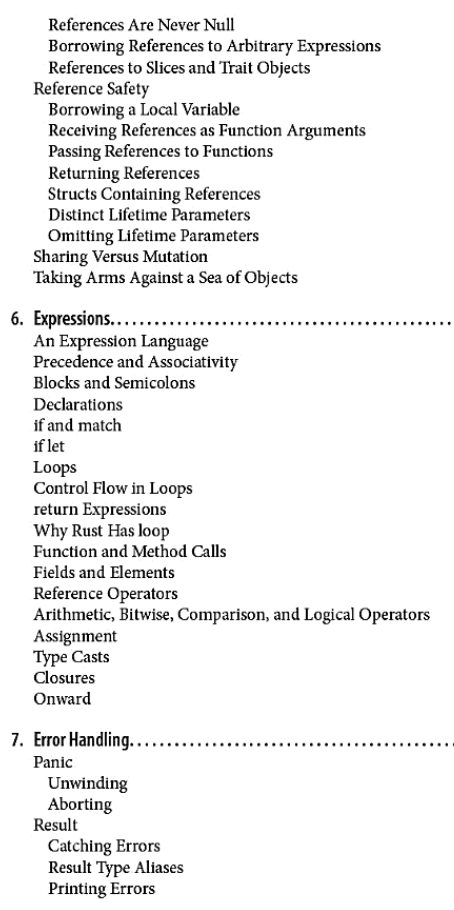 References Are Never Null
Borrowing References to Arbitrary Expressions
References to Slices and Trait Objects
Reference Safety
Borrowing a Local Variable
Receiving References as Function Arguments
Passing References to Functions
Returning References
Structs Containing References
Distinct Lifetime Parameters
Omitting Lifetime Parameters
Sharing Versus Mutation
Taking Arms Against a Sea of Objects
6. Expressions. . . . . . . . . . . . . . . . . . . . . . . . . . . . . . . . . . . . . . . . . . . . .
An Expression Language
Precedence and Associativity
Blocks and Semicolons
Declarations
if and match
if let
Loops
Control Flow in Loops
return Expressions
Why Rust Has loop
Function and Method Calls
Fields and Elements
Reference Operators
Arithmetic, Bitwise, Comparison, and Logical Operators
Assignment
Type Casts
Closures
Onward
7. Error Handling. . . . . . . . . . . . . . . . . . . . . . . . . . . . . . . . . . . . . . . . . . .
Panic
Unwinding
Aborting
Result
Catching Errors
Result Type Aliases
Printing Errors